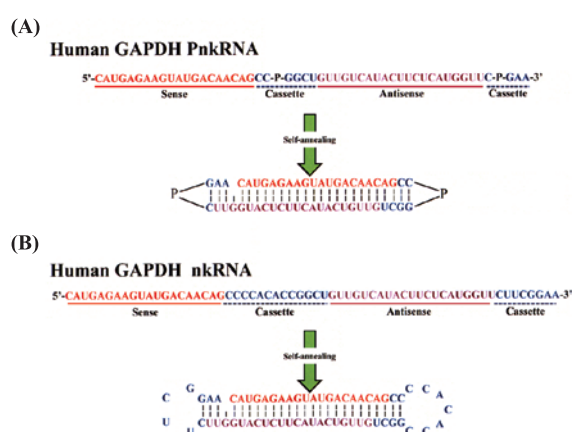 (A)
Human GAPDH PnkRNA
5'-CAUGAGAAGUAUGACAACAGCC-P-GGCUGUUGUCAUACUUCUCAUGGUUC-P-GAA-3'
Sense Cassette Antisense Cassette
Self-annealing
GAA CAUGAGAAGUAUGACAACAGCC
P P
CUUGGUACUCUUCAUACUGUUGUCGG
(B)
Human GAPDH nkRNA
5'-CAUGAGAAGUAUGACAACAGCCCCACACCGGCUGUUGUCAUACUUCUCAUGGUUCUUCGGAA-3'
Sense Cassette Antisense Cassette
Self-annealing
G C
C GAA CAUGAGAAGUAUGACAACAGCC C A
C
U CUUGGUACUCUUCAUACUGUUGUCGG A
U C C